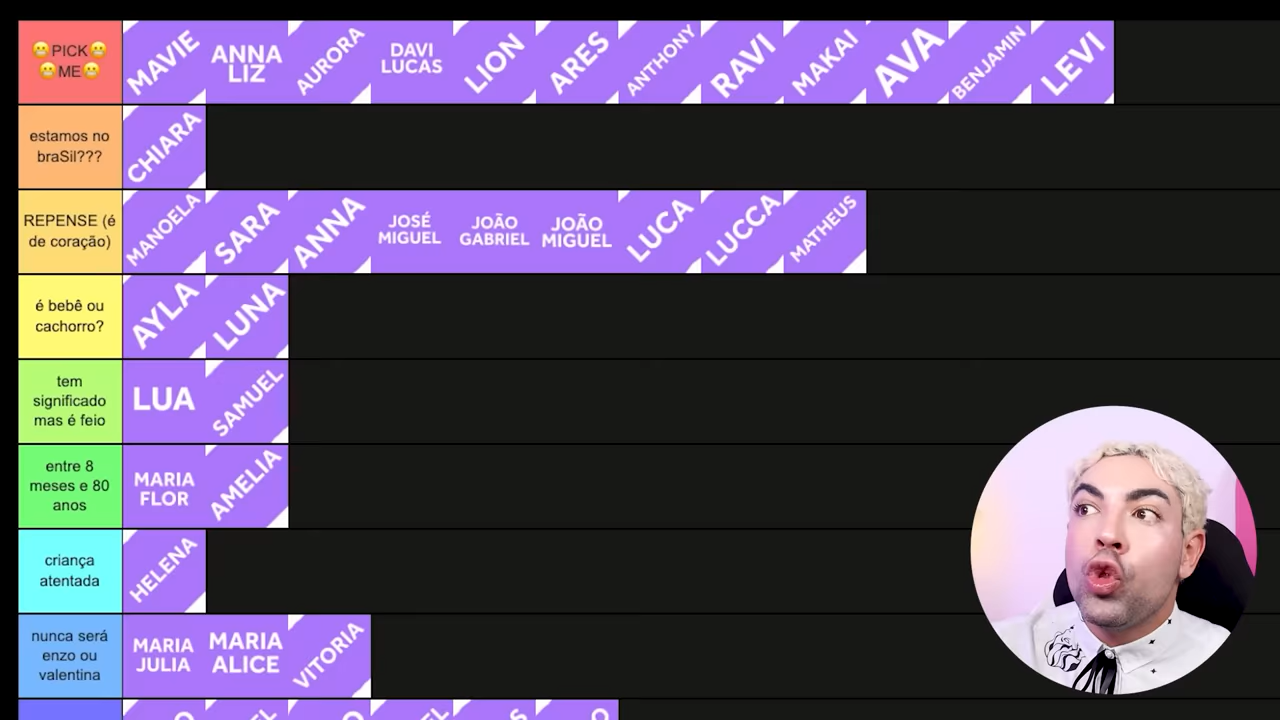 😬PICK😬
😬ME😬
MAVIE
ANNA
LIZ
AURORA
DAVI
LUCAS
LION
ARES
ANTHONY
RAVI
MAKAI
AVA
BENJAMIN
LEVI
estamos no
braSil???
CHIARA
REPENSE (é
de coração)
MANOELA
SARA
ANNA
JOSÉ
MIGUEL
JOÃO
GABRIEL
JOÃO
MIGUEL
LUCA
LUCCA
MATHEUS
é bebê ou
cachorro?
AYLA
LUNA
tem
significado
mas é feio
LUA
SAMUEL
entre 8
meses e 80
anos
MARIA
FLOR
AMELIA
criança
atentada
HELENA
nunca será
enzo ou
valentina
MARIA
JULIA
MARIA
ALICE
VITORIA